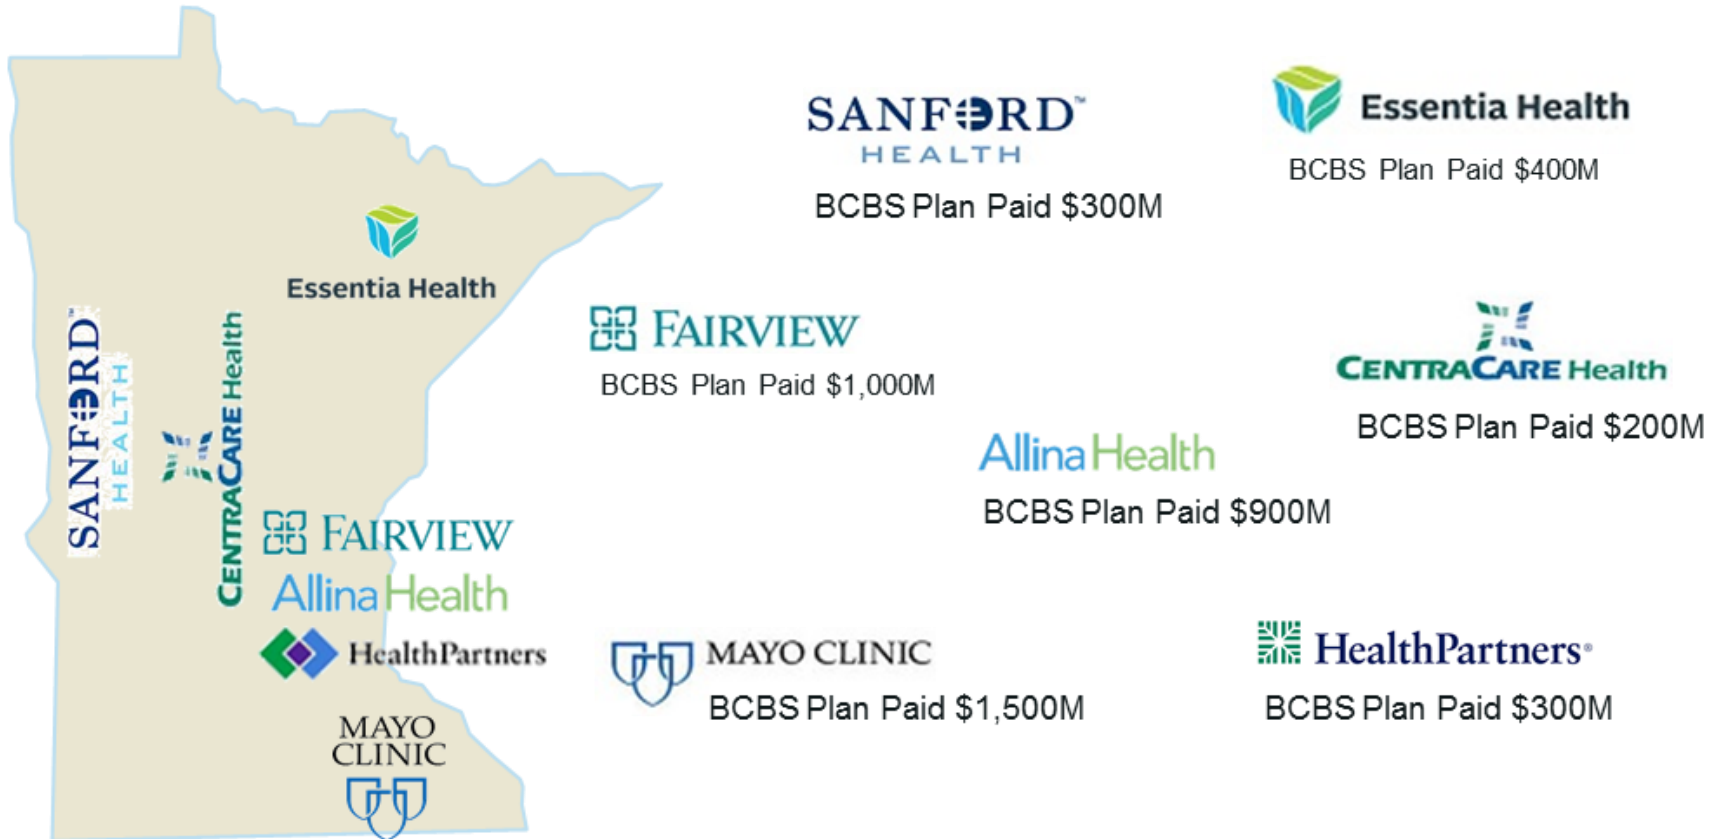 Essentia Health
SANFORD™
HEALTH
CENTRACARE Health
FAIRVIEW
Allina Health
HealthPartners
MAYO
CLINIC
SANFORD™
HEALTH
BCBS Plan Paid $300M
Essentia Health
BCBS Plan Paid $400M
FAIRVIEW
BCBS Plan Paid $1,000M
CENTRACARE Health
BCBS Plan Paid $200M
Allina Health
BCBS Plan Paid $900M
MAYO CLINIC
BCBS Plan Paid $1,500M
HealthPartners®
BCBS Plan Paid $300M